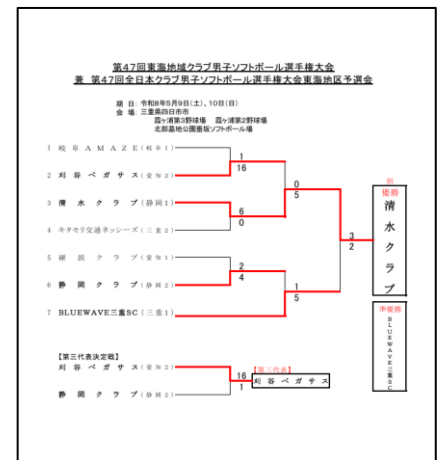 第47回東海地域クラブ男子ソフトボール選手権大会
兼 第47回全日本クラブ男子ソフトボール選手権大会東海地区予選会
期 日: 令和8年5月9日(土)、10日(日)
会 場: 三重県四日市市
霞ヶ浦第3野球場 霞ヶ浦第2野球場
北部墓地公園垂坂ソフトボール場
1 岐阜AMAZE(岐阜1)
1
16
2 刈谷ペガサス(愛知2)
0
5
3 清水クラブ(静岡1)
6
0
4 キタモリ交通ネッシーズ(三重2)
3
2
優勝
清水クラブ
5 硬派クラブ(愛知1)
2
4
6 静岡クラブ(静岡2)
1
5
7 BLUEWAVE三重SC(三重1)
準優勝
BLUEWAVE三重SC
【第三代表決定戦】
刈谷ペガサス(愛知2)
16
1
【第三代表】
刈谷ペガサス
静岡クラブ(静岡2)